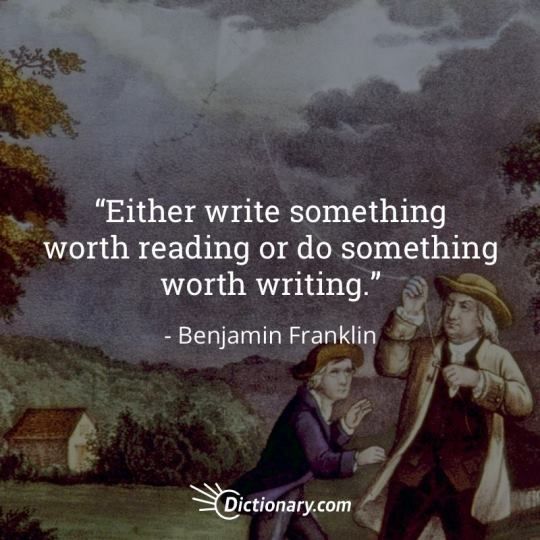 “Either write something
worth reading or do something
worth writing.”
- Benjamin Franklin
Dictionary.com